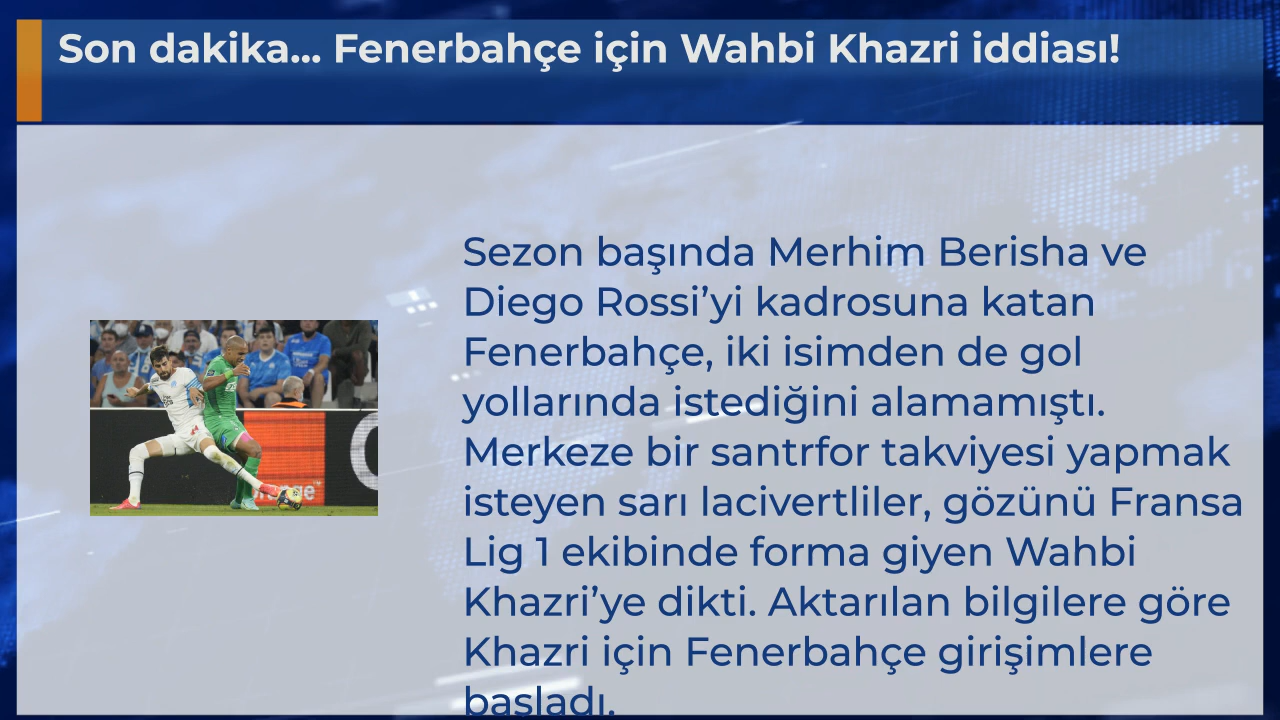 Son dakika... Fenerbahçe için Wahbi Khazri iddiası!
Sezon başında Merhim Berisha ve
Diego Rossi’yi kadrosuna katan
Fenerbahçe, iki isimden de gol
yollarında istediğini alamamıştı.
Merkeze bir santrfor takviyesi yapmak
isteyen sarı lacivertliler, gözünü Fransa
Lig 1 ekibinde forma giyen Wahbi
Khazri’ye dikti. Aktarılan bilgilere göre
Khazri için Fenerbahçe girişimlere
başladı.